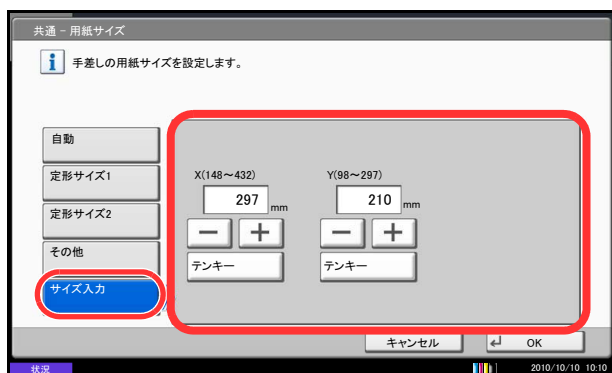 共通 - 用紙サイズ
手差しの用紙サイズを設定します。
自動
定形サイズ1
定形サイズ2
その他
サイズ入力
X(148～432)
297 mm
テンキー
Y(98～297)
210 mm
テンキー
キャンセル
OK
状況
2010/10/10 10:10